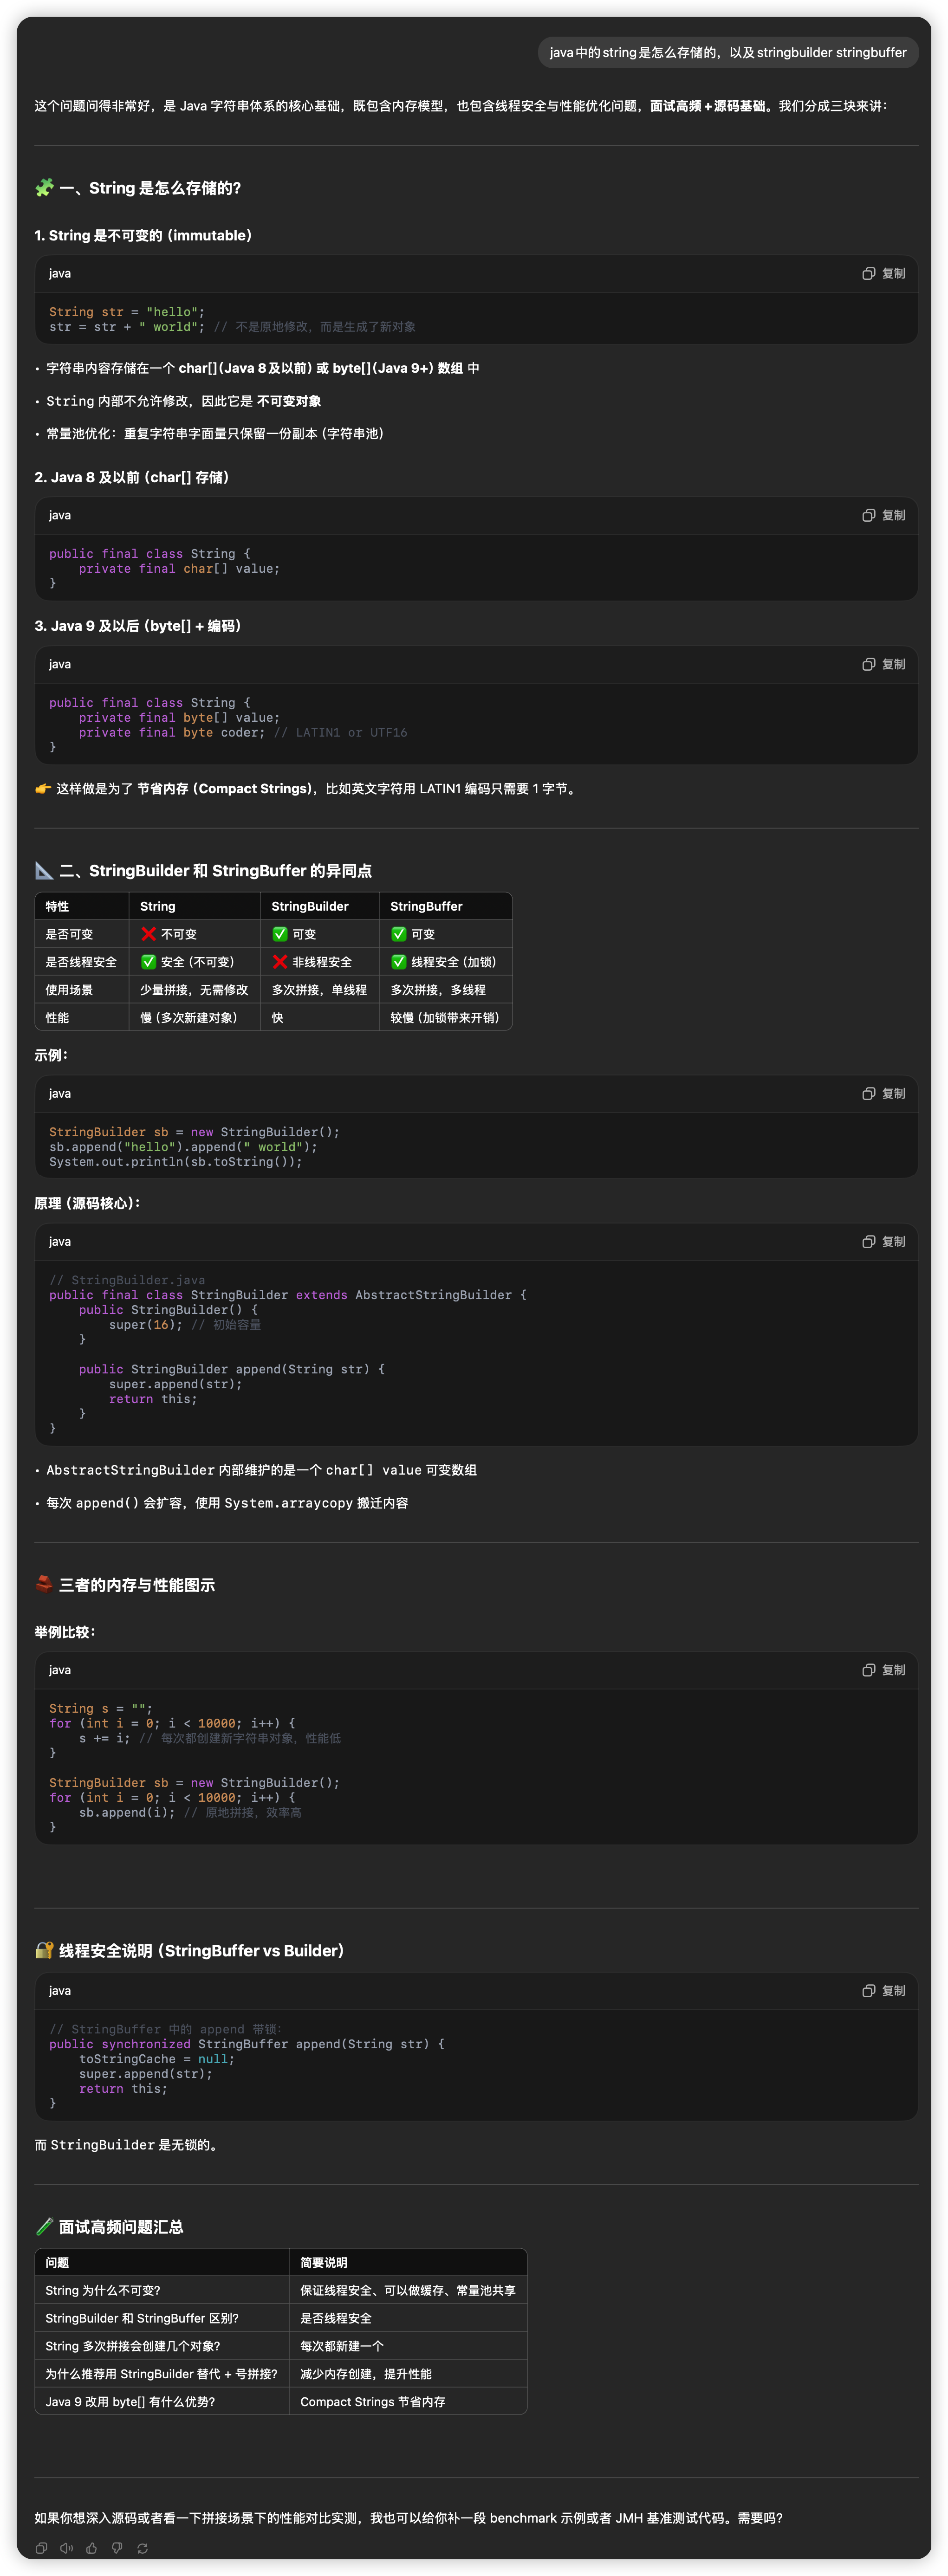 java中的string是怎么存储的，以及stringbuilder stringbuffer
这个问题问得非常好，是 Java 字符串体系的核心基础，既包含内存模型，也包含线程安全与性能优化问题，面试高频＋源码基础。我们分成三块来讲：
🧩 一、String 是怎么存储的？
1. String 是不可变的（immutable）
java
复制
String str = "hello";
str = str + " world"; // 不是原地修改，而是生成了新对象
• 字符串内容存储在一个 char[]（Java 8及以前）或 byte[]（Java 9+）数组 中
• String 内部不允许修改，因此它是 不可变对象
• 常量池优化：重复字符串字面量只保留一份副本（字符串池）
2. Java 8 及以前（char[] 存储）
java
复制
public final class String {
    private final char[] value;
}
3. Java 9 及以后（byte[] + 编码）
java
复制
public final class String {
    private final byte[] value;
    private final byte coder; // LATIN1 or UTF16
}
👉 这样做是为了 节省内存（Compact Strings），比如英文字符用 LATIN1 编码只需要 1 字节。
📐 二、StringBuilder 和 StringBuffer 的异同点
特性 String StringBuilder StringBuffer
是否可变 ❌ 不可变 ✅ 可变 ✅ 可变
是否线程安全 ✅ 安全（不可变） ❌ 非线程安全 ✅ 线程安全（加锁）
使用场景 少量拼接，无需修改 多次拼接，单线程 多次拼接，多线程
性能 慢（多次新建对象） 快 较慢（加锁带来开销）
示例：
java
复制
StringBuilder sb = new StringBuilder();
sb.append("hello").append(" world");
System.out.println(sb.toString());
原理（源码核心）：
java
复制
// StringBuilder.java
public final class StringBuilder extends AbstractStringBuilder {
    public StringBuilder() {
        super(16); // 初始容量
    }
    public StringBuilder append(String str) {
        super.append(str);
        return this;
    }
}
• AbstractStringBuilder 内部维护的是一个 char[] value 可变数组
• 每次 append() 会扩容，使用 System.arraycopy 搬迁内容
三者的内存与性能图示
举例比较：
java
复制
String s = "";
for (int i = 0; i < 10000; i++) {
    s += i; // 每次都创建新字符串对象，性能低
}
StringBuilder sb = new StringBuilder();
for (int i = 0; i < 10000; i++) {
    sb.append(i); // 原地拼接，效率高
}
🔐 线程安全说明（StringBuffer vs Builder）
java
复制
// StringBuffer 中的 append 带锁：
public synchronized StringBuffer append(String str) {
    toStringCache = null;
    super.append(str);
    return this;
}
而 StringBuilder 是无锁的。
🧪 面试高频问题汇总
问题 简要说明
String 为什么不可变？ 保证线程安全、可以做缓存、常量池共享
StringBuilder 和 StringBuffer 区别？ 是否线程安全
String 多次拼接会创建几个对象？ 每次都新建一个
为什么推荐用 StringBuilder 替代 + 号拼接？ 减少内存创建，提升性能
Java 9 改用 byte[] 有什么优势？ Compact Strings 节省内存
如果你想深入源码或者看一下拼接场景下的性能对比实测，我也可以给你补一段 benchmark 示例或者 JMH 基准测试代码。需要吗？